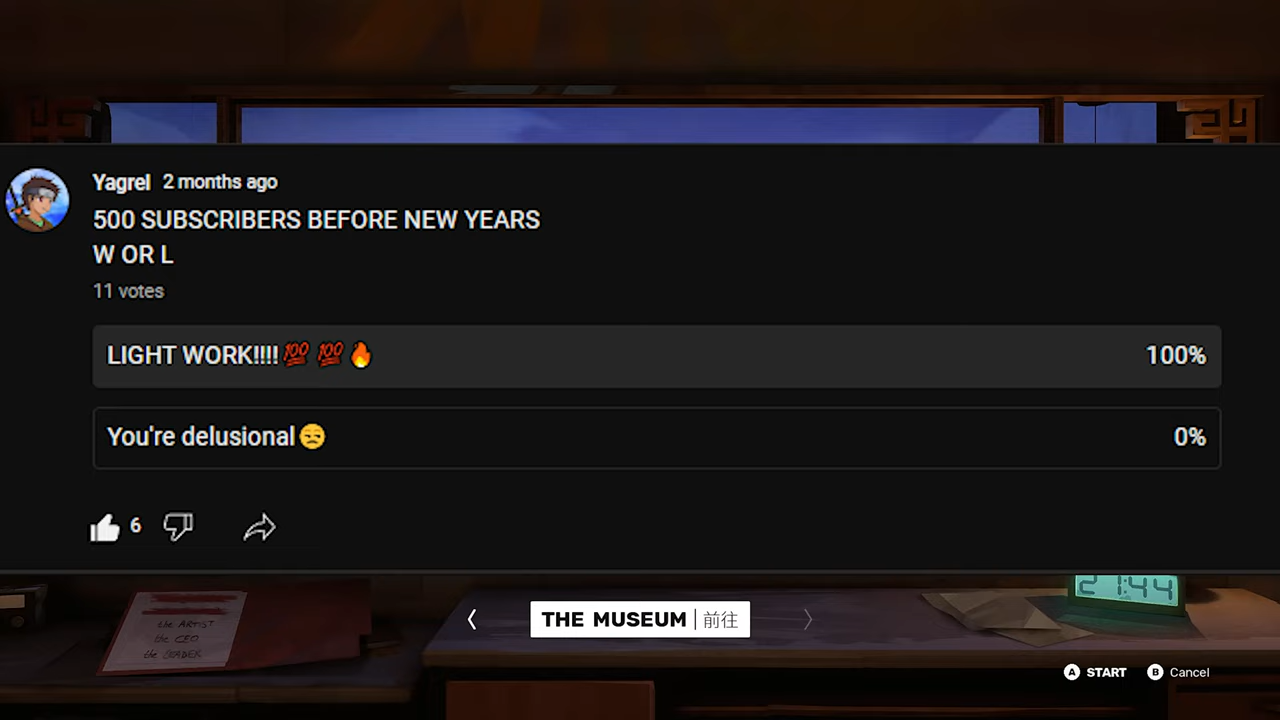 Yagrel 2 months ago
500 SUBSCRIBERS BEFORE NEW YEARS
W OR L
11 votes
LIGHT WORK!!!!💯💯🔥 100%
You're delusional😒 0%
6
21:44
the ARTIST
the CEO
the LEADER
THE MUSEUM | 前往
A START B Cancel